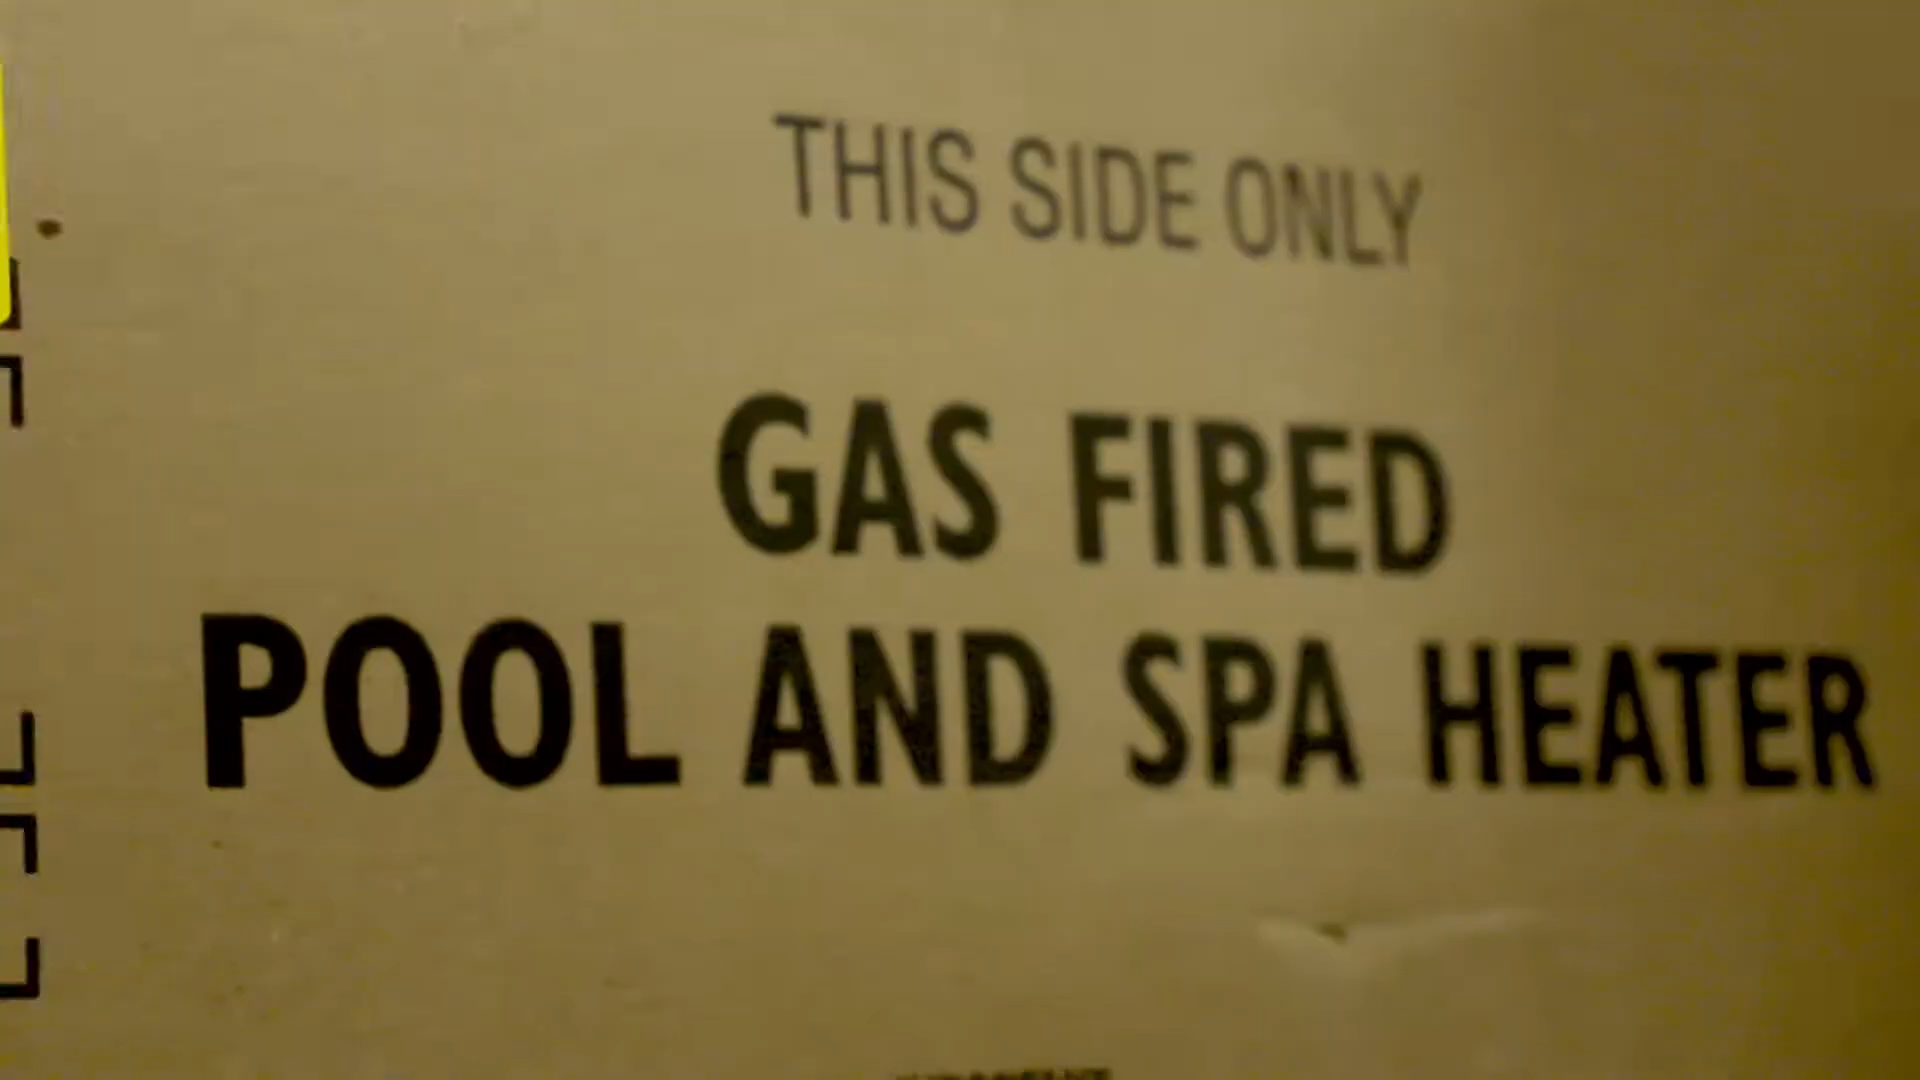 THIS SIDE ONLY
GAS FIRED
POOL AND SPA HEATER